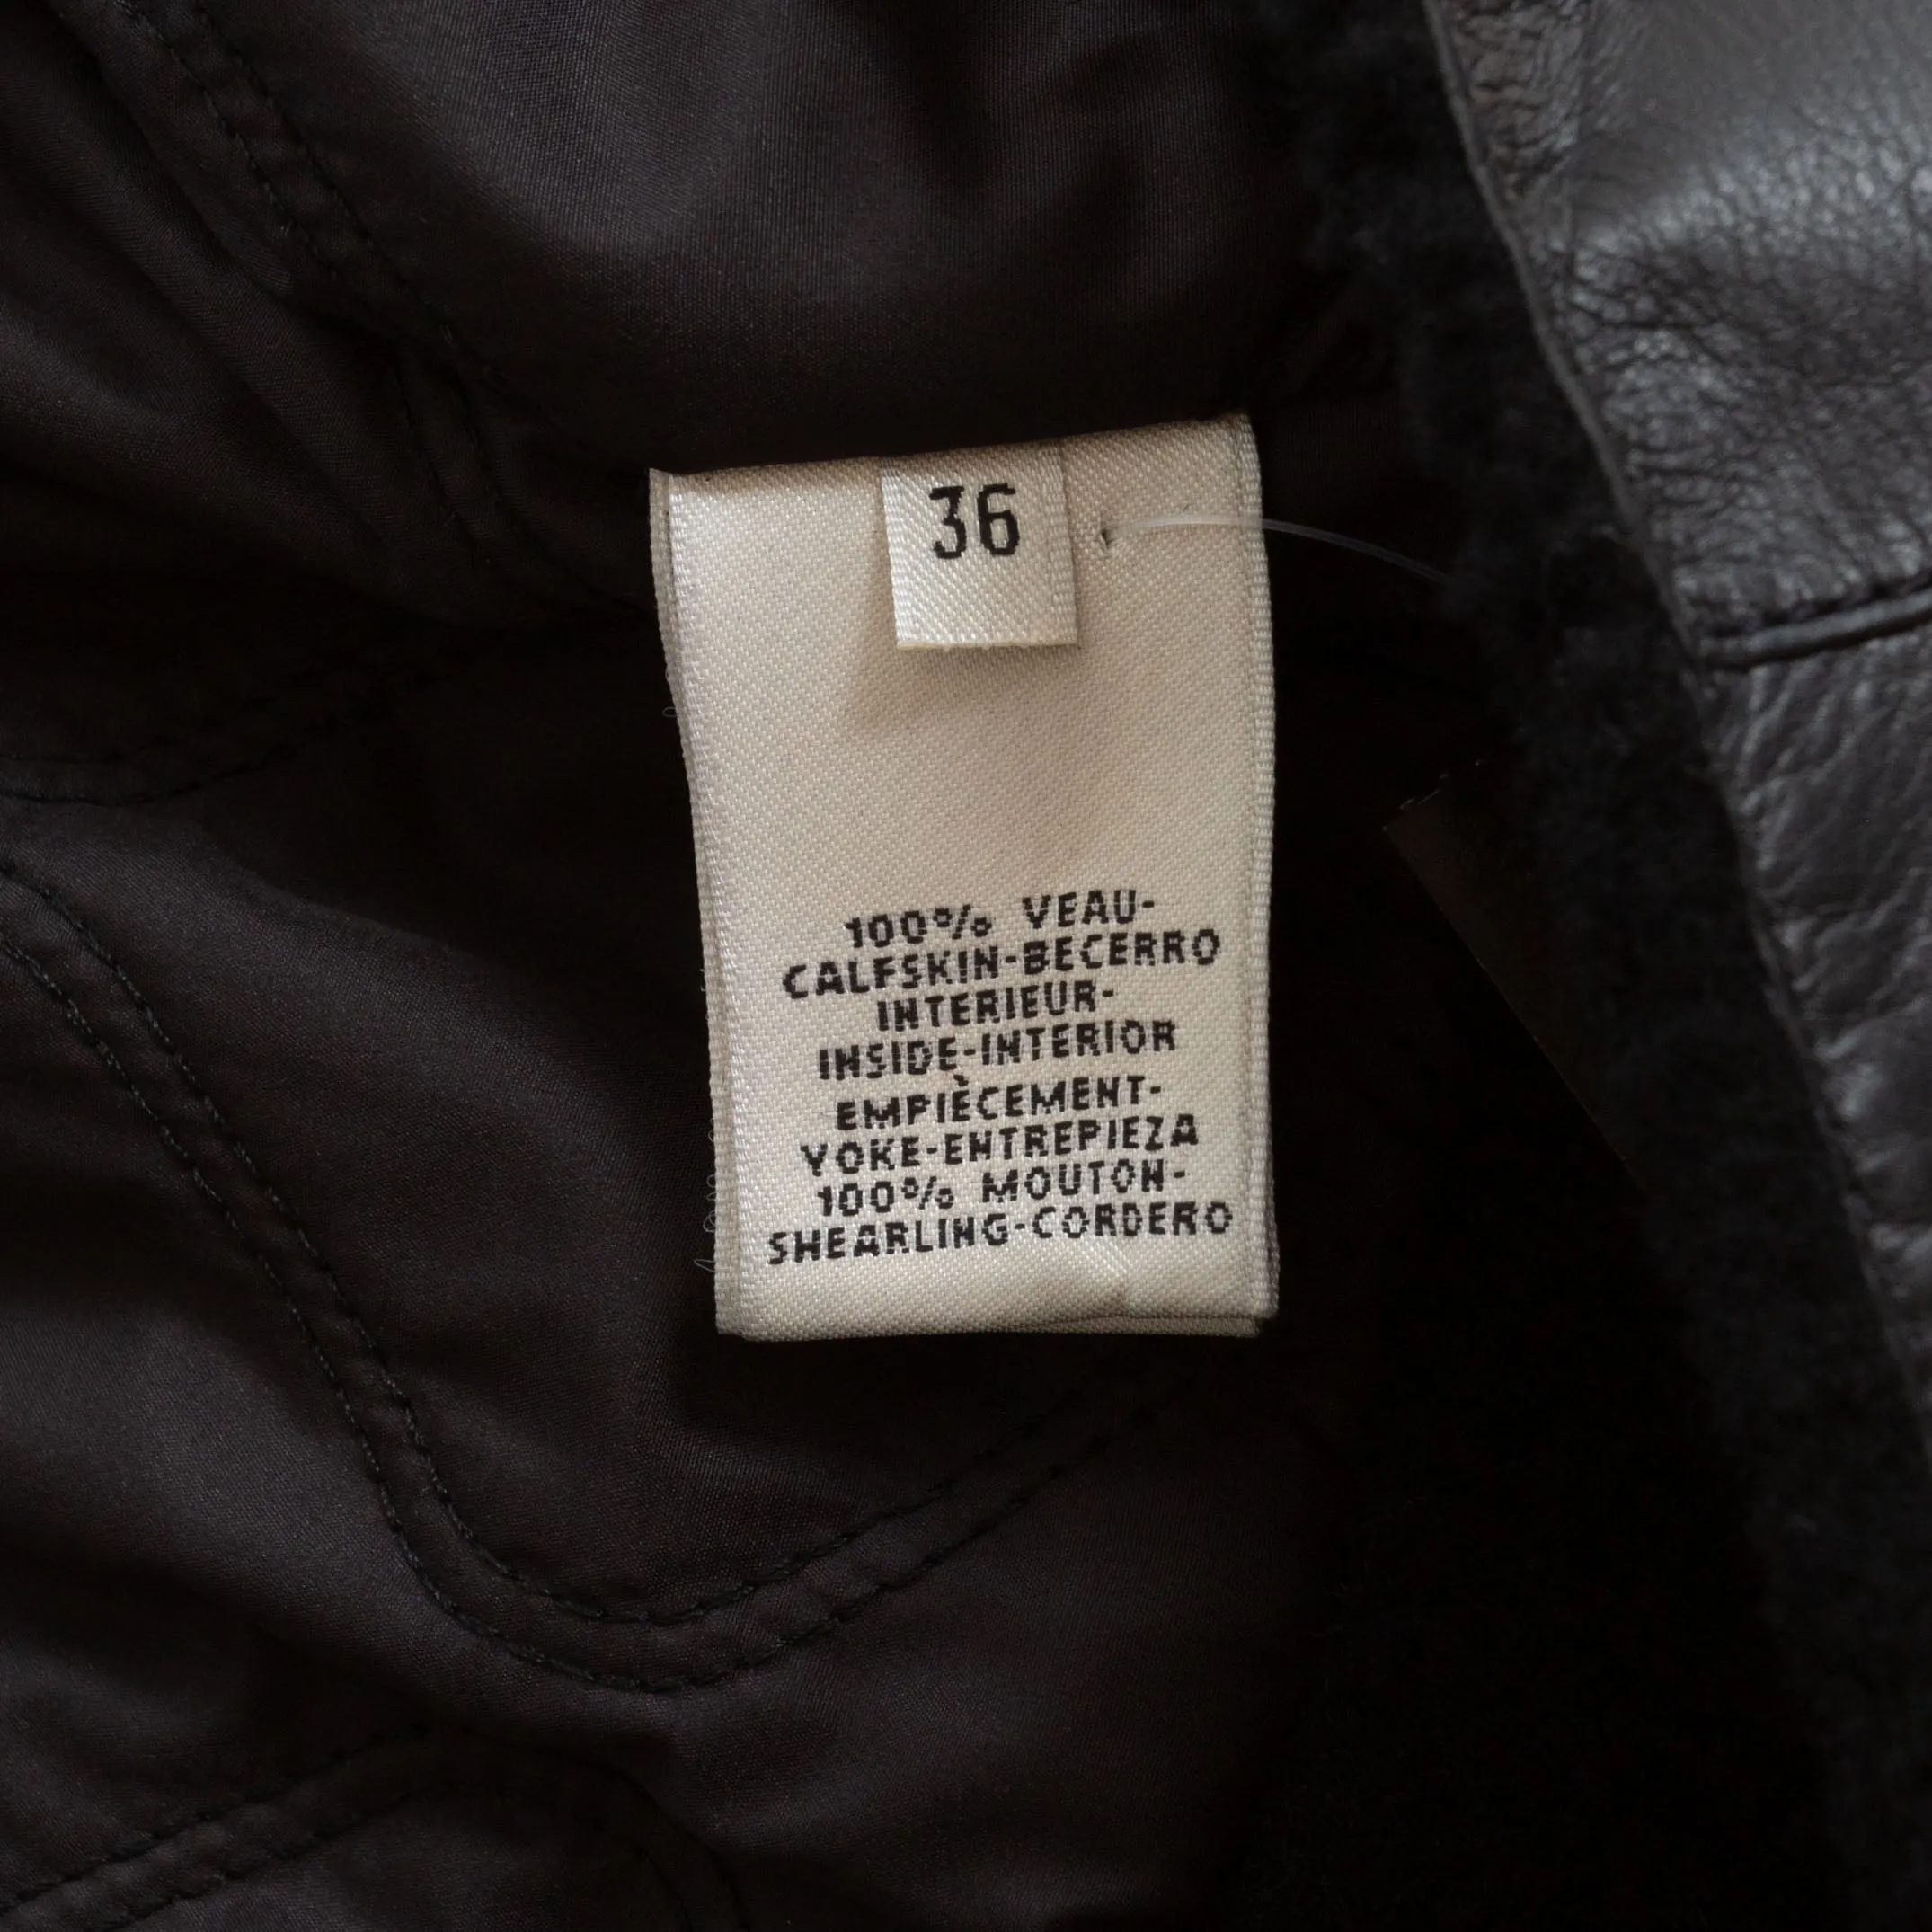 36
100% VEAU-
CALFSKIN-BECERRO
INTERIEUR-
INSIDE-INTERIOR
EMPIÈCEMENT-
YOKE-ENTREPIEZA
100% MOUTON-
SHEARLING-CORDERO